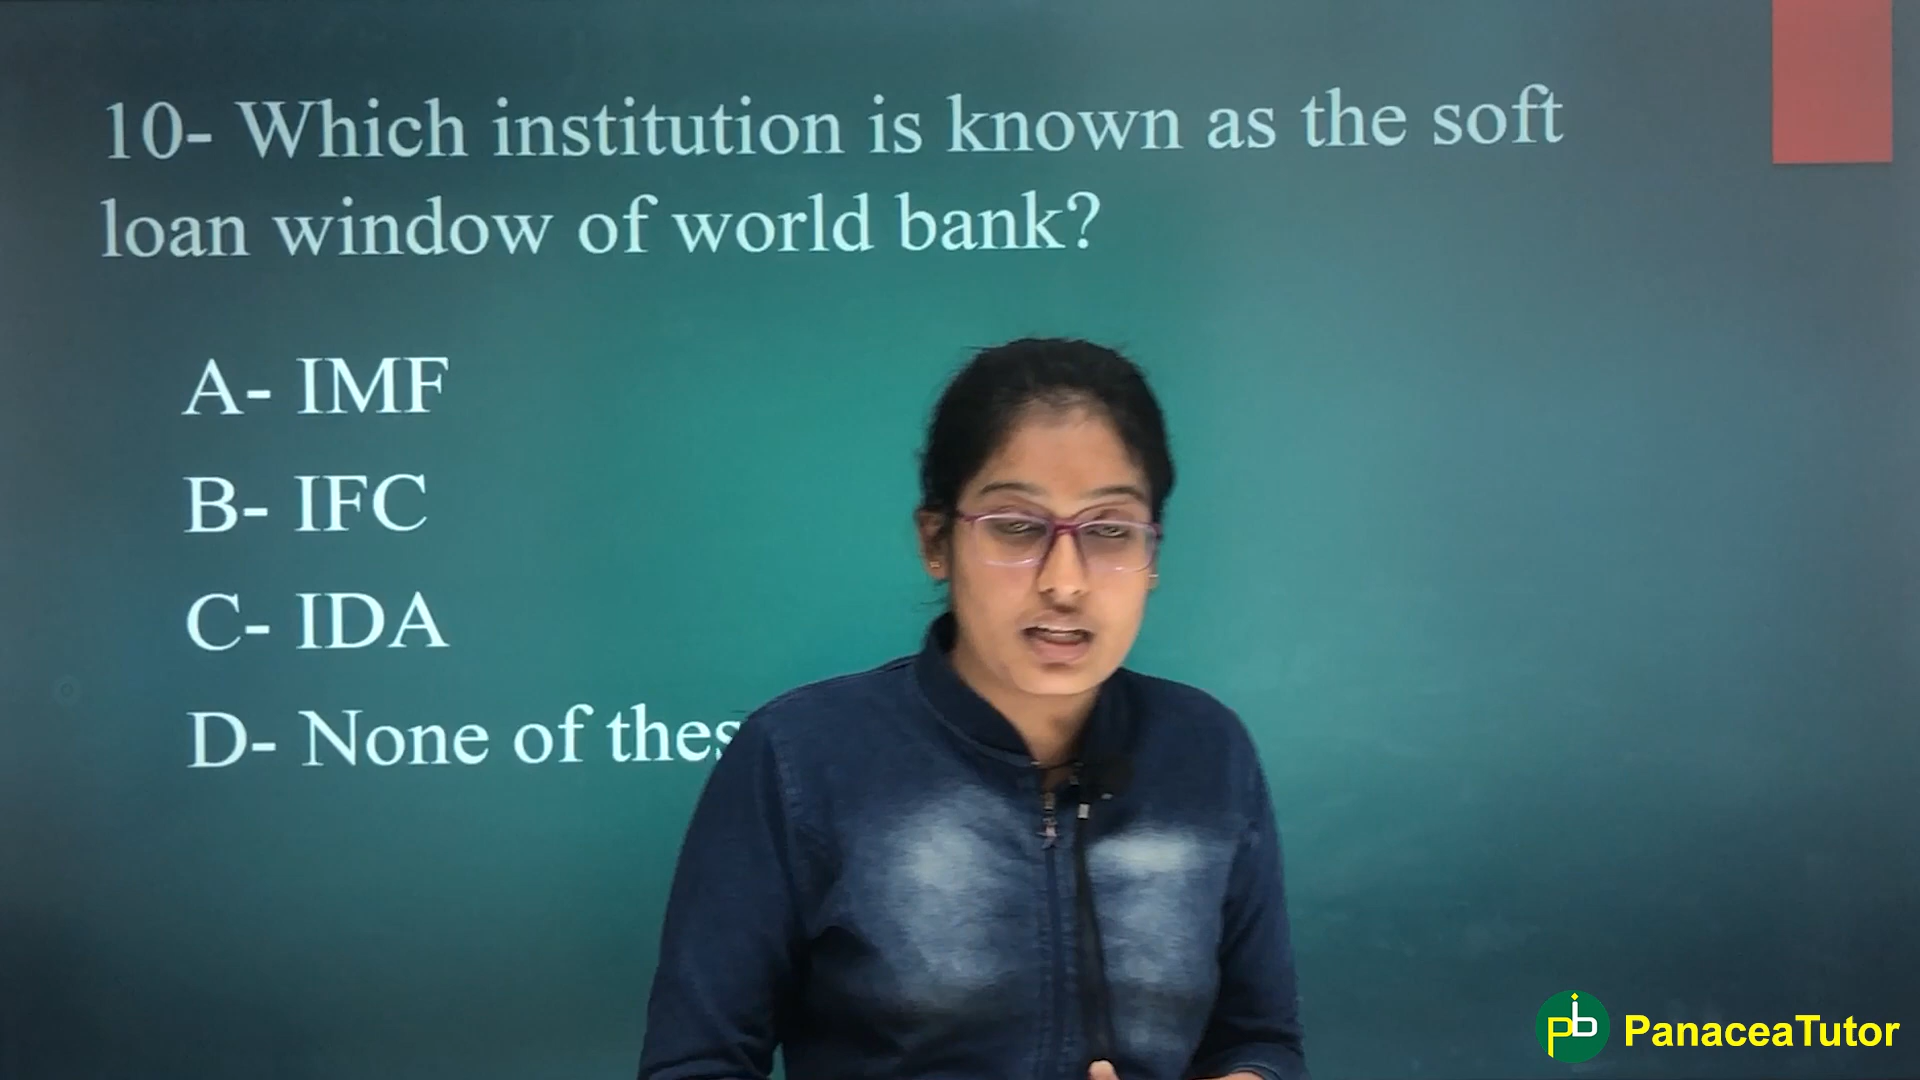 10- Which institution is known as the soft
loan window of world bank?
A- IMF
B- IFC
C- IDA
D- None of thes
pib PanaceaTutor